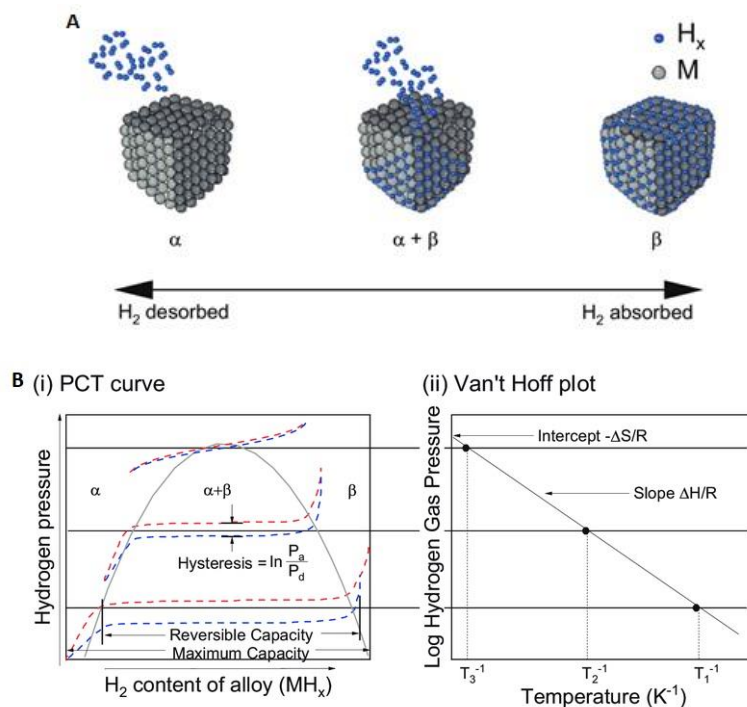 A
Hₓ
M
α
α + β
β
H₂ desorbed
H₂ absorbed
B (i) PCT curve
(ii) Van't Hoff plot
Hydrogen pressure
α
α+β
β
Hysteresis = ln Pₐ/P_d
Reversible Capacity
Maximum Capacity
H₂ content of alloy (MHₓ)
Log Hydrogen Gas Pressure
Intercept -ΔS/R
Slope ΔH/R
T₃⁻¹
T₂⁻¹
T₁⁻¹
Temperature (K⁻¹)